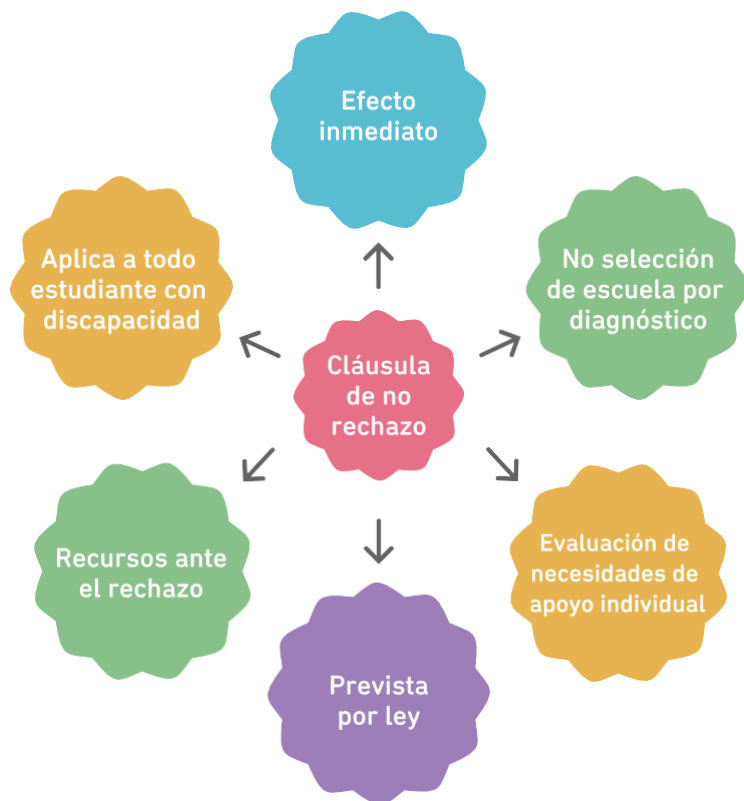 Efecto
inmediato
Aplica a todo
estudiante con
discapacidad
No selección
de escuela por
diagnóstico
Cláusula
de no
rechazo
Recursos ante
el rechazo
Evaluación de
necesidades de
apoyo individual
Prevista
por ley